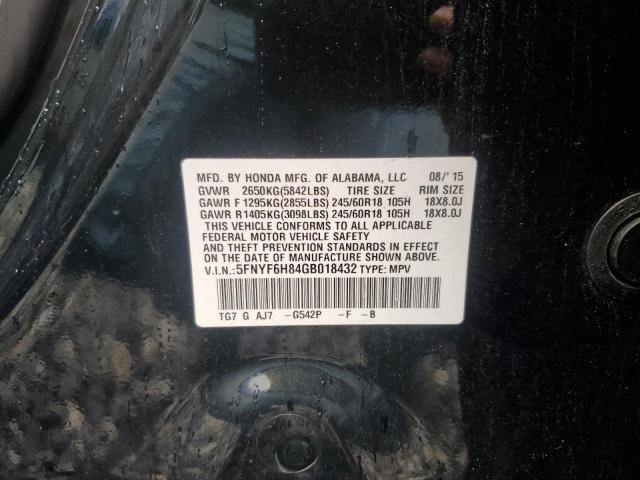 MFD. BY HONDA MFG. OF ALABAMA, LLC 08/'15
GVWR 2650KG(5842LBS) TIRE SIZE RIM SIZE
GAWR F 1295KG(2855LBS) 245/60R18 105H 18X8.0J
GAWR R 1405KG(3098LBS) 245/60R18 105H 18X8.0J
THIS VEHICLE CONFORMS TO ALL APPLICABLE
FEDERAL MOTOR VEHICLE SAFETY
AND THEFT PREVENTION STANDARDS IN EFFECT
ON THE DATE OF MANUFACTURE SHOWN ABOVE.
V.I.N.: 5FNYF6H84GB018432 TYPE: MPV
TG7 G AJ7 -G542P -F -B